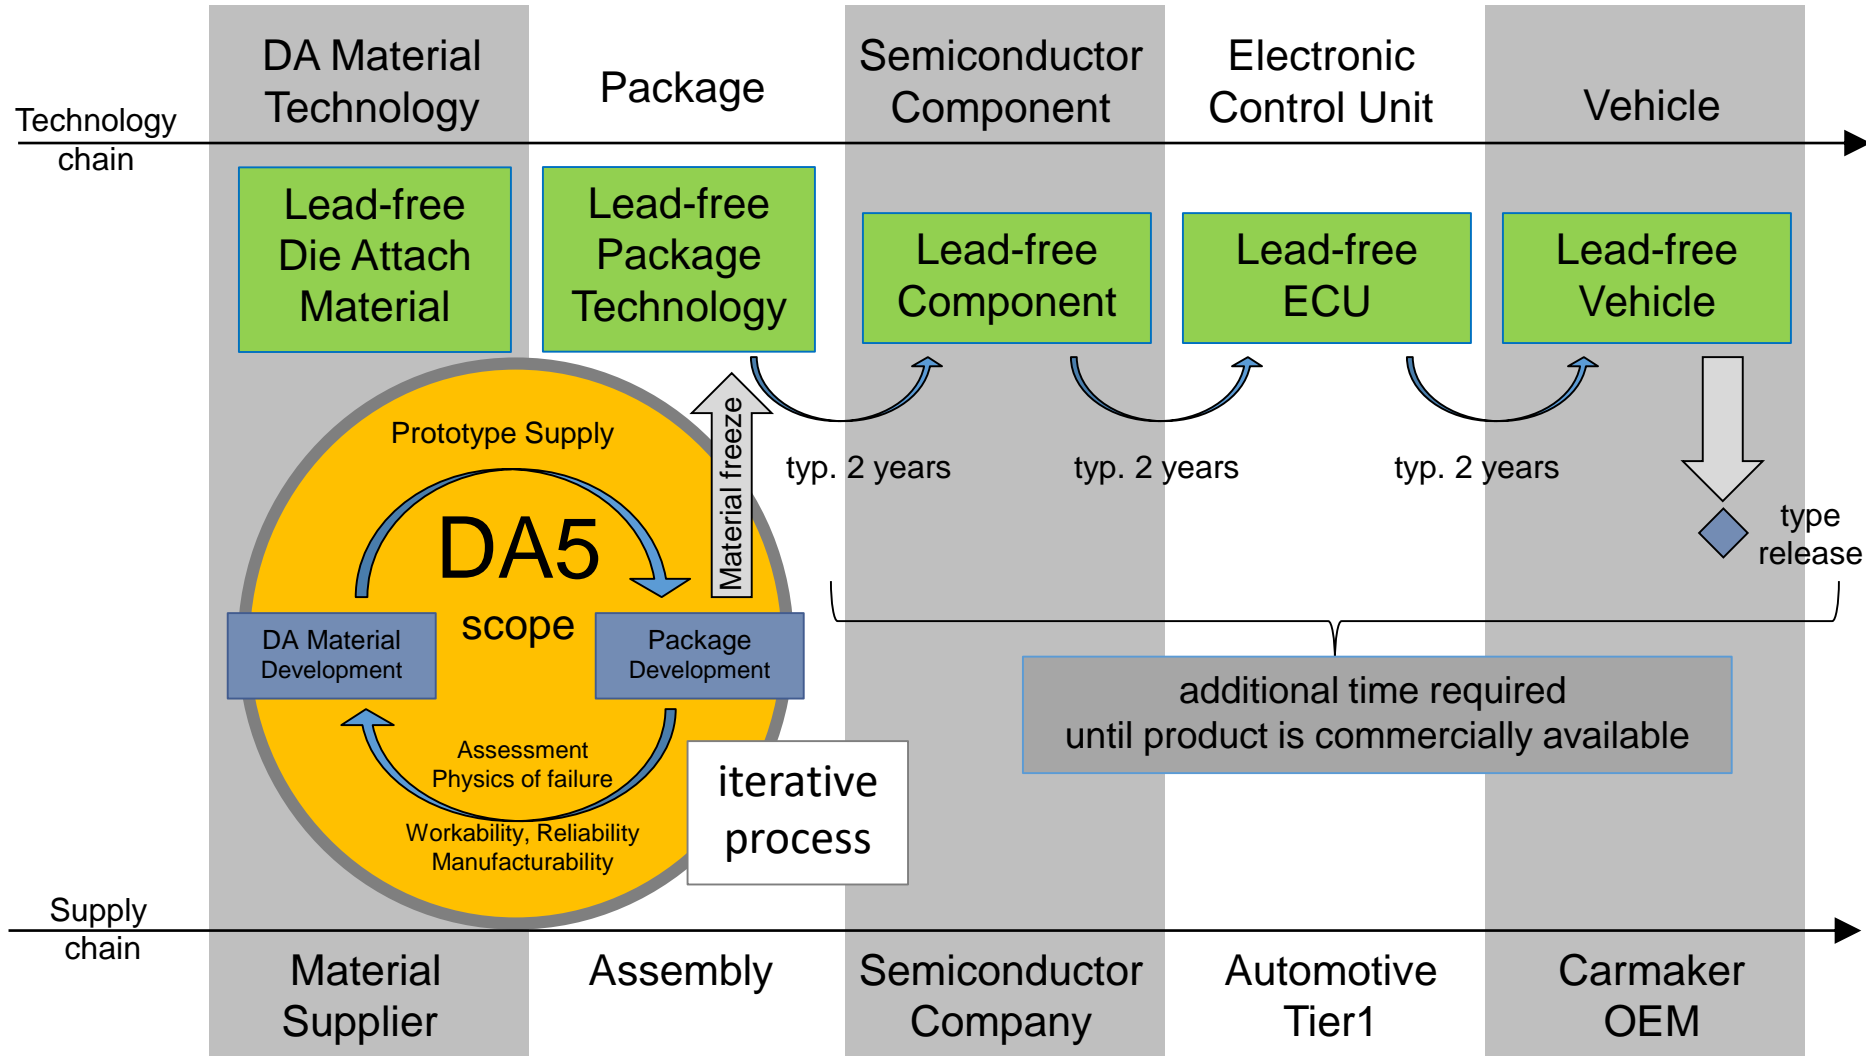 DA Material
Technology
Package
Semiconductor
Component
Electronic
Control Unit
Vehicle
Technology
chain
Lead-free
Die Attach
Material
Lead-free
Package
Technology
Lead-free
Component
Lead-free
ECU
Lead-free
Vehicle
Prototype Supply
Material freeze
typ. 2 years
typ. 2 years
typ. 2 years
DA5
scope
type
release
DA Material
Development
Package
Development
additional time required
until product is commercially available
Assessment
Physics of failure
Workability, Reliability
Manufacturability
iterative
process
Supply
chain
Material
Supplier
Assembly
Semiconductor
Company
Automotive
Tier1
Carmaker
OEM